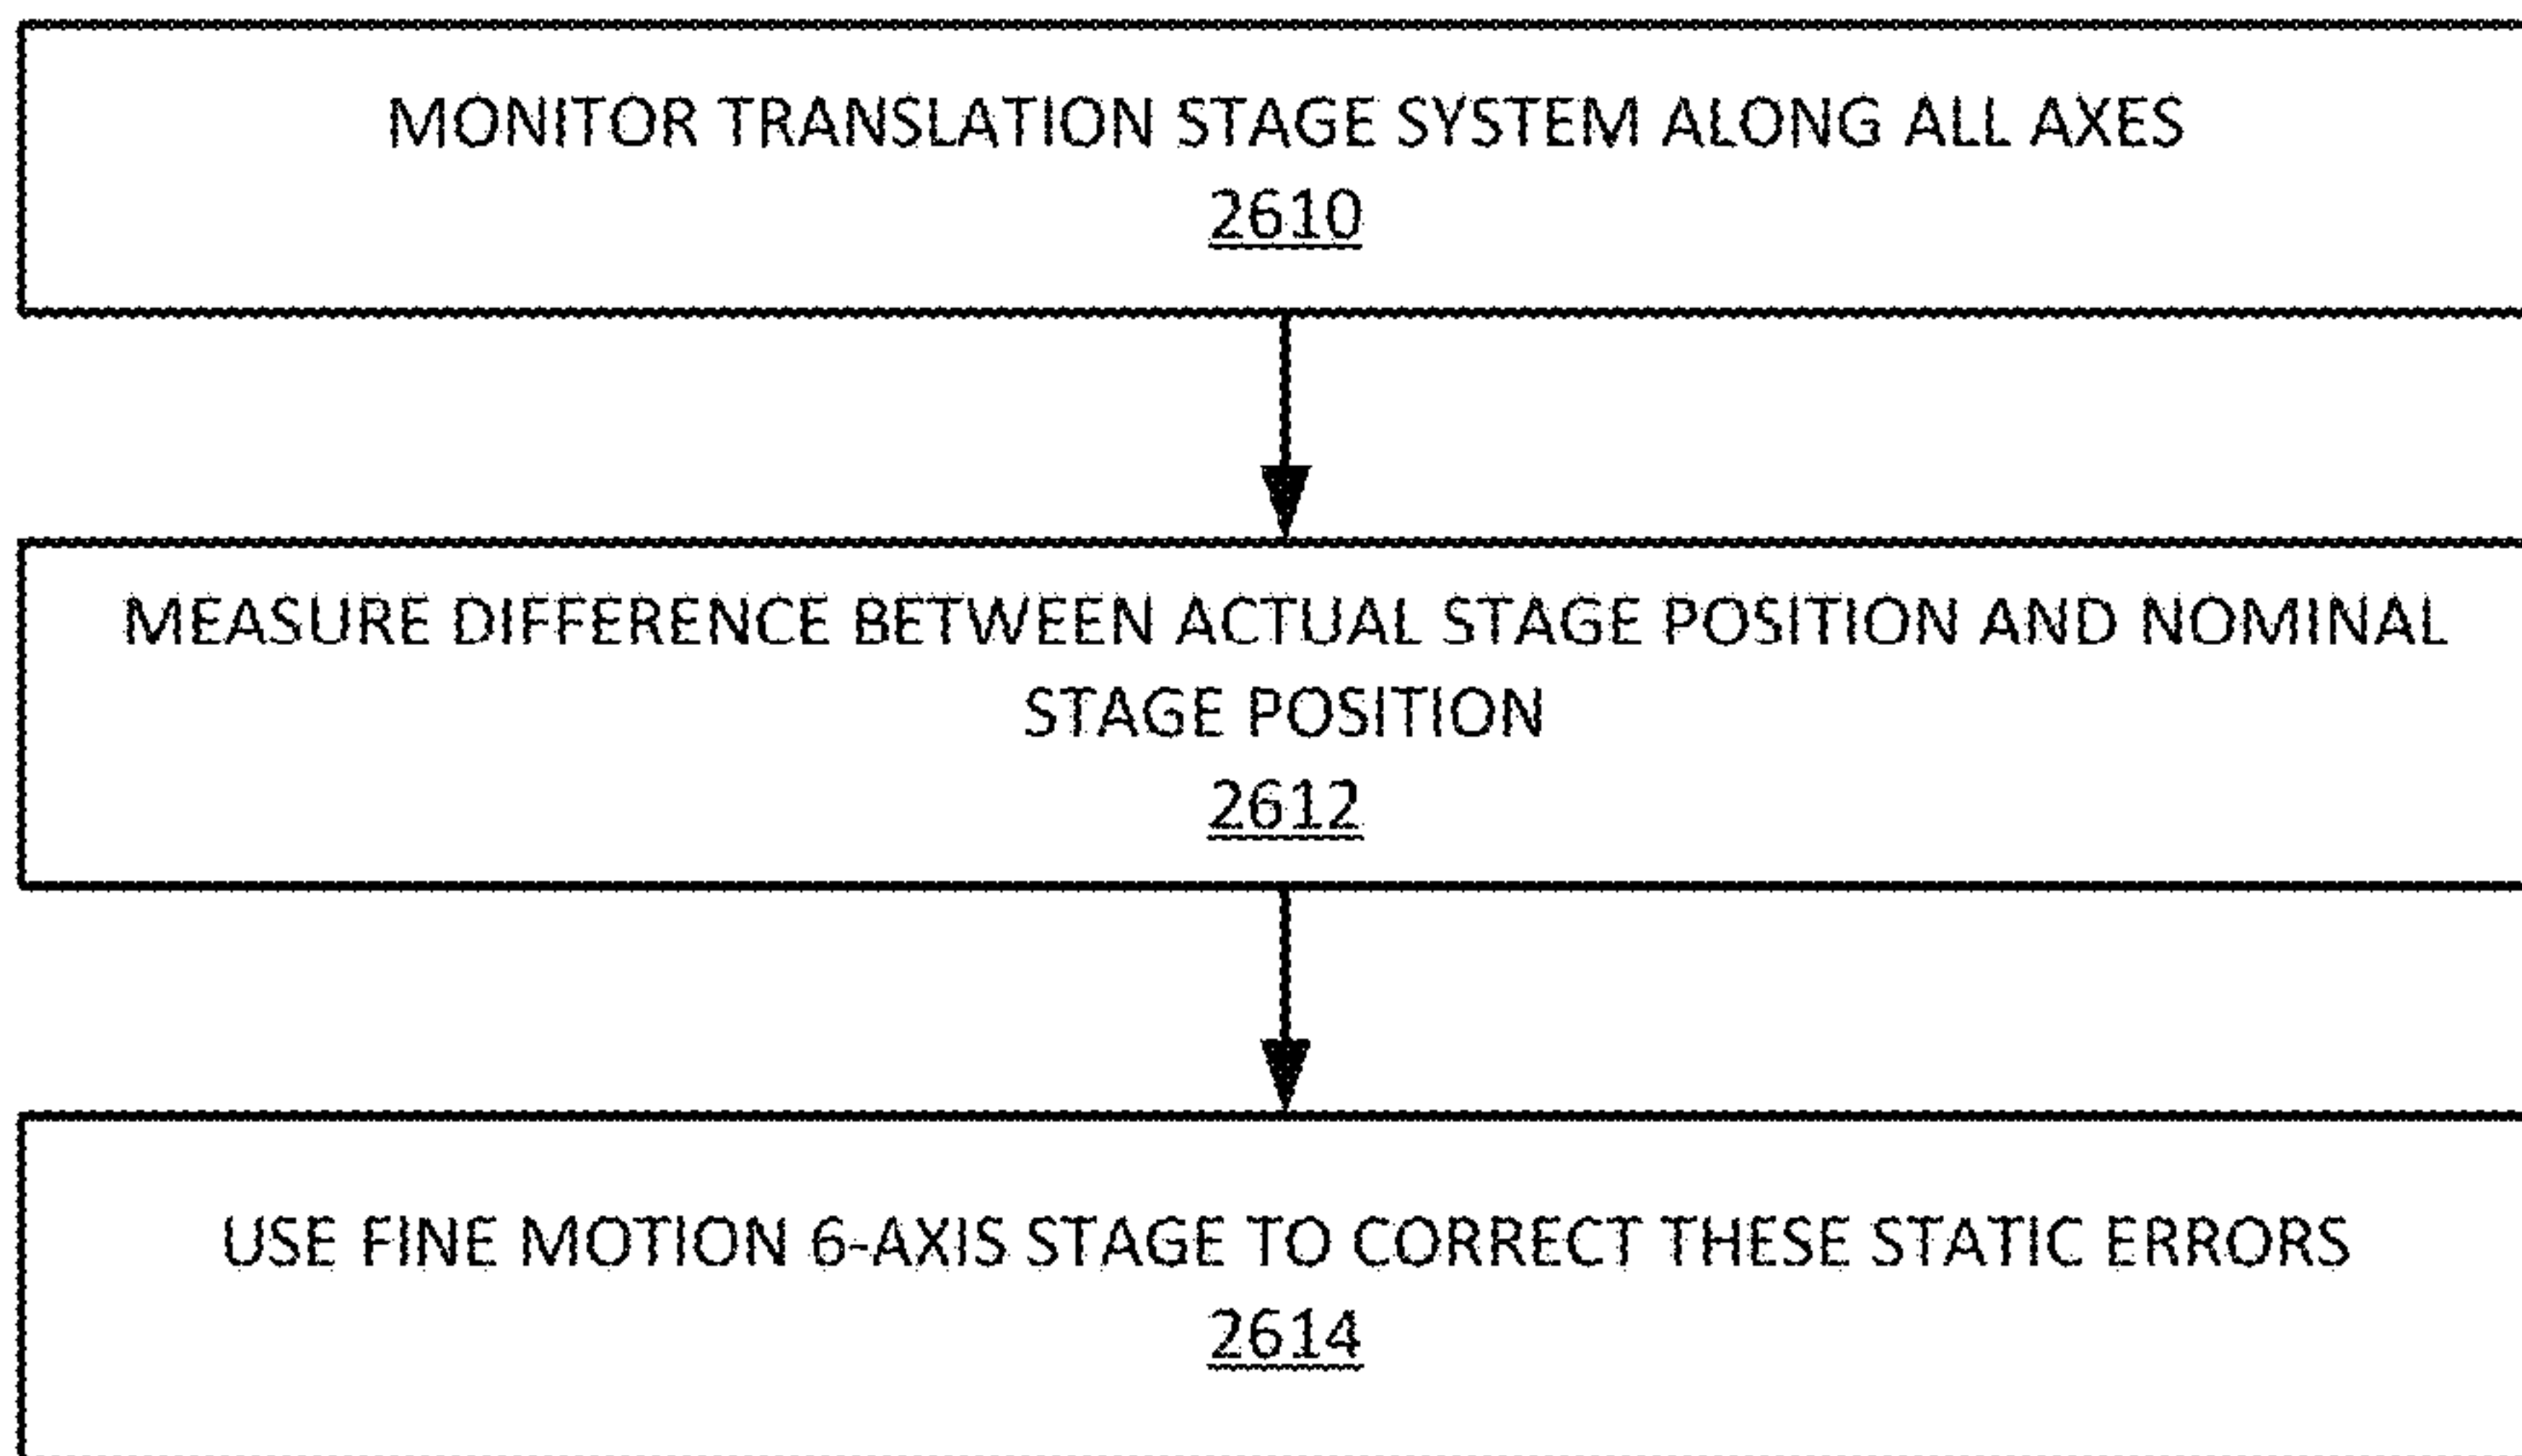 MONITOR TRANSLATION STAGE SYSTEM ALONG ALL AXES
2610
MEASURE DIFFERENCE BETWEEN ACTUAL STAGE POSITION AND NOMINAL
STAGE POSITION
2612
USE FINE MOTION 6-AXIS STAGE TO CORRECT THESE STATIC ERRORS
2614